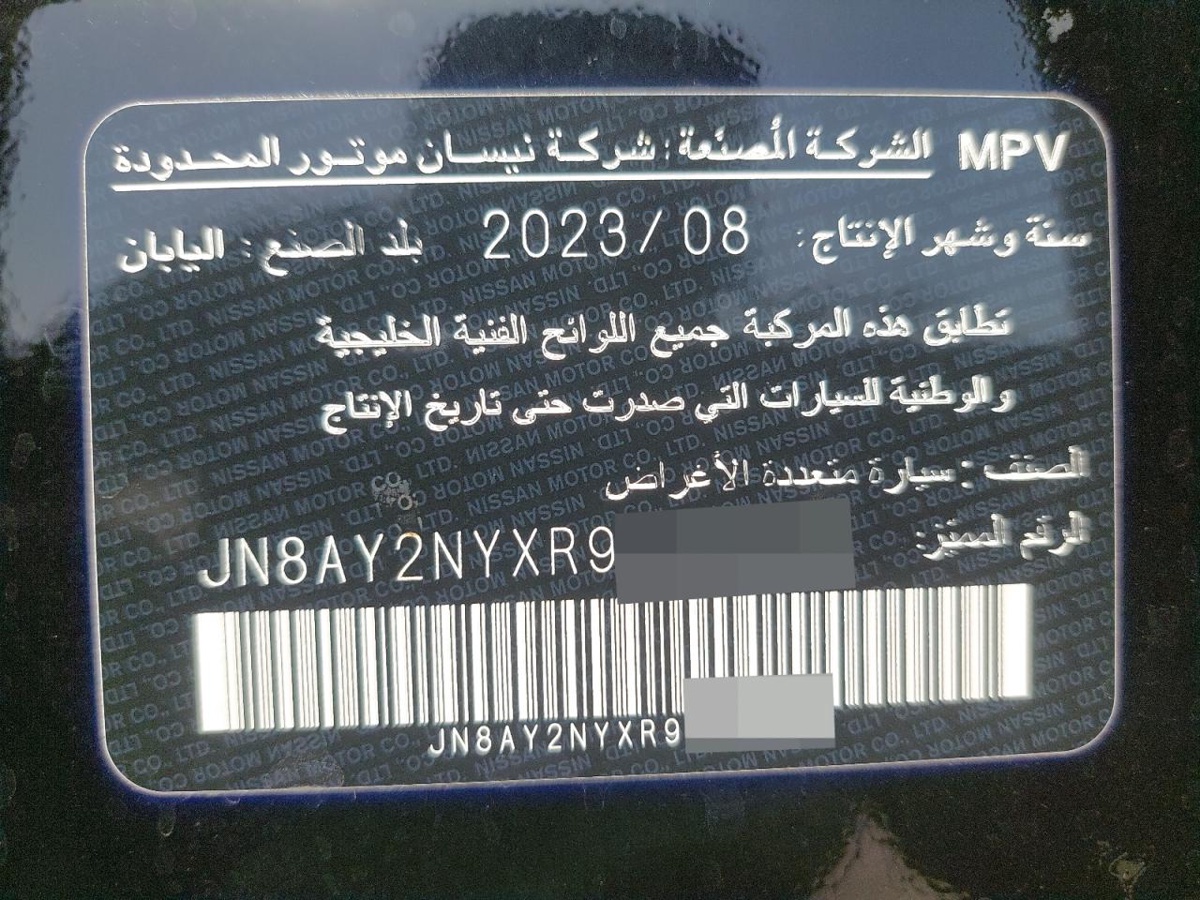 MPV الشركة المُصنّعة: شركة نيسان موتور المحدودة
سنة وشهر الإنتاج: 2023/08 بلد الصنع: اليابان
تطابق هذه المركبة جميع اللوائح الفنية الخليجية
والوطنية للسيارات التي صدرت حتى تاريخ الإنتاج
الصنف: سيارة متعددة الأغراض
الرقم المميّز: JN8AY2NYXR9
JN8AY2NYXR9